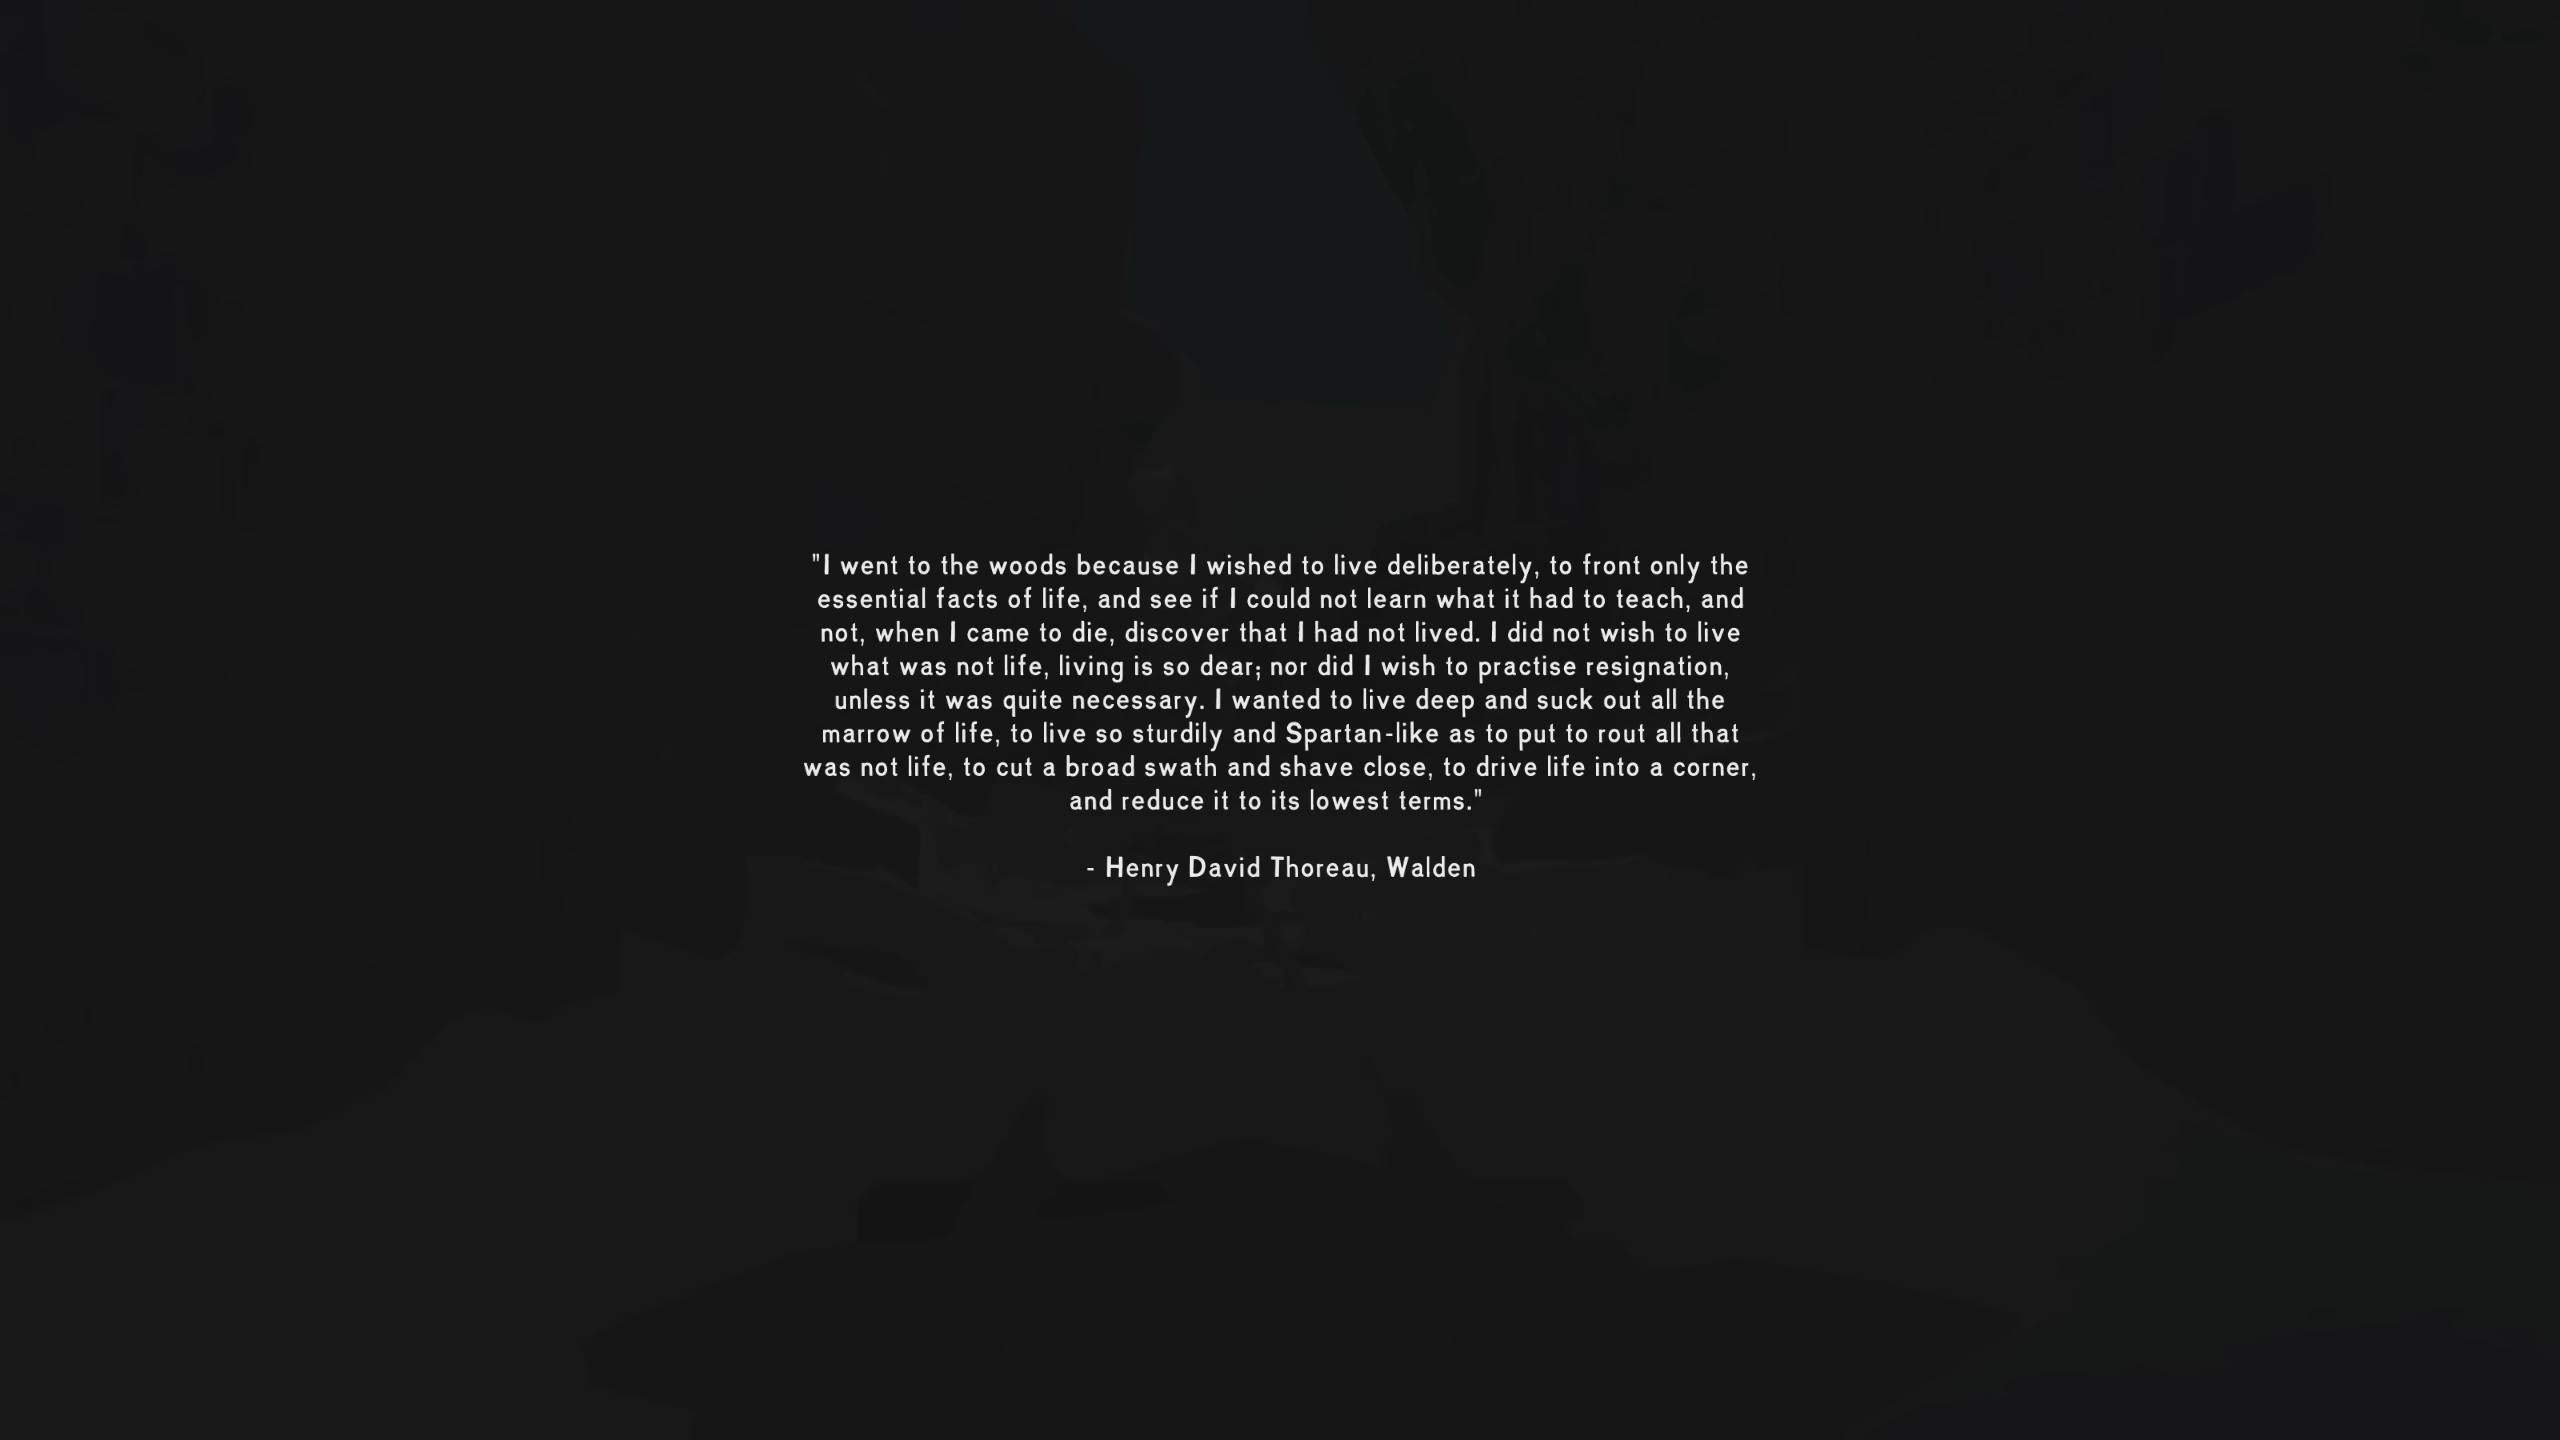 "I went to the woods because I wished to live deliberately, to front only the
essential facts of life, and see if I could not learn what it had to teach, and
not, when I came to die, discover that I had not lived. I did not wish to live
what was not life, living is so dear; nor did I wish to practise resignation,
unless it was quite necessary. I wanted to live deep and suck out all the
marrow of life, to live so sturdily and Spartan-like as to put to rout all that
was not life, to cut a broad swath and shave close, to drive life into a corner,
and reduce it to its lowest terms."
- Henry David Thoreau, Walden